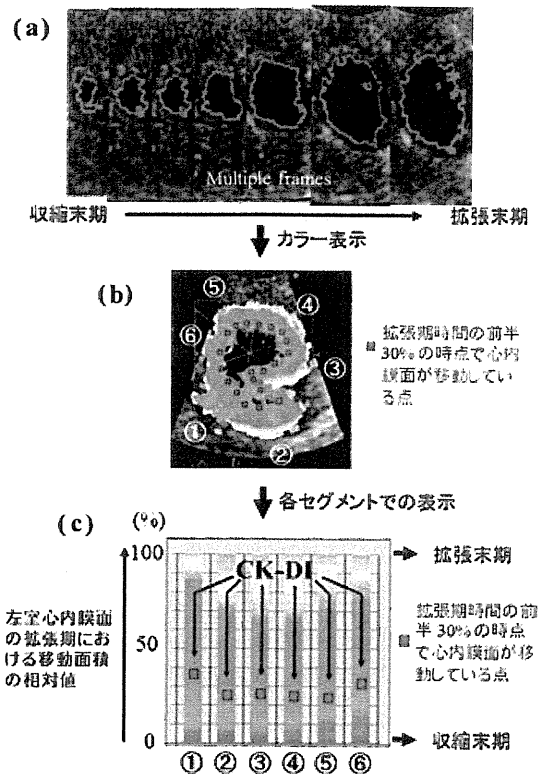 (a)
Multiple frames
収縮末期
拡張末期
カラー表示
(b)
⑤
④
⑥
③
①
②
拡張期時間の前半
30%の時点で心内
膜面が移動してい
る点
各セグメントでの表示
(c)
(%)
100
50
0
CK-DI
左室心内膜面
の拡張期にお
ける移動面積
の相対値
拡張末期
拡張期時間の前
半30%の時点
で心内膜面が移
動している点
収縮末期
① ② ③ ④ ⑤ ⑥